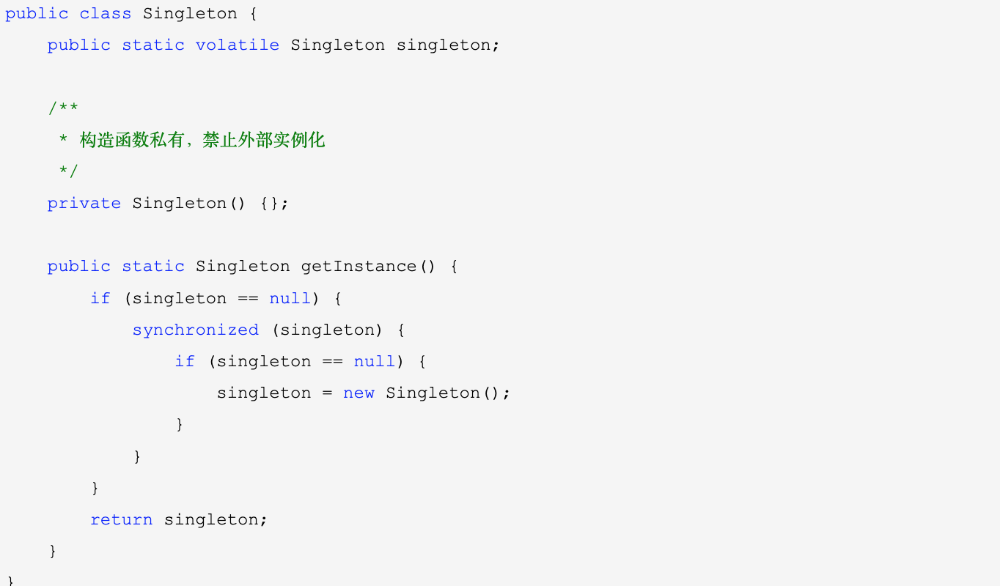 public class Singleton {
    public static volatile Singleton singleton;
    /**
     * 构造函数私有，禁止外部实例化
     */
    private Singleton() {};
    public static Singleton getInstance() {
        if (singleton == null) {
            synchronized (singleton) {
                if (singleton == null) {
                    singleton = new Singleton();
                }
            }
        }
        return singleton;
    }
}